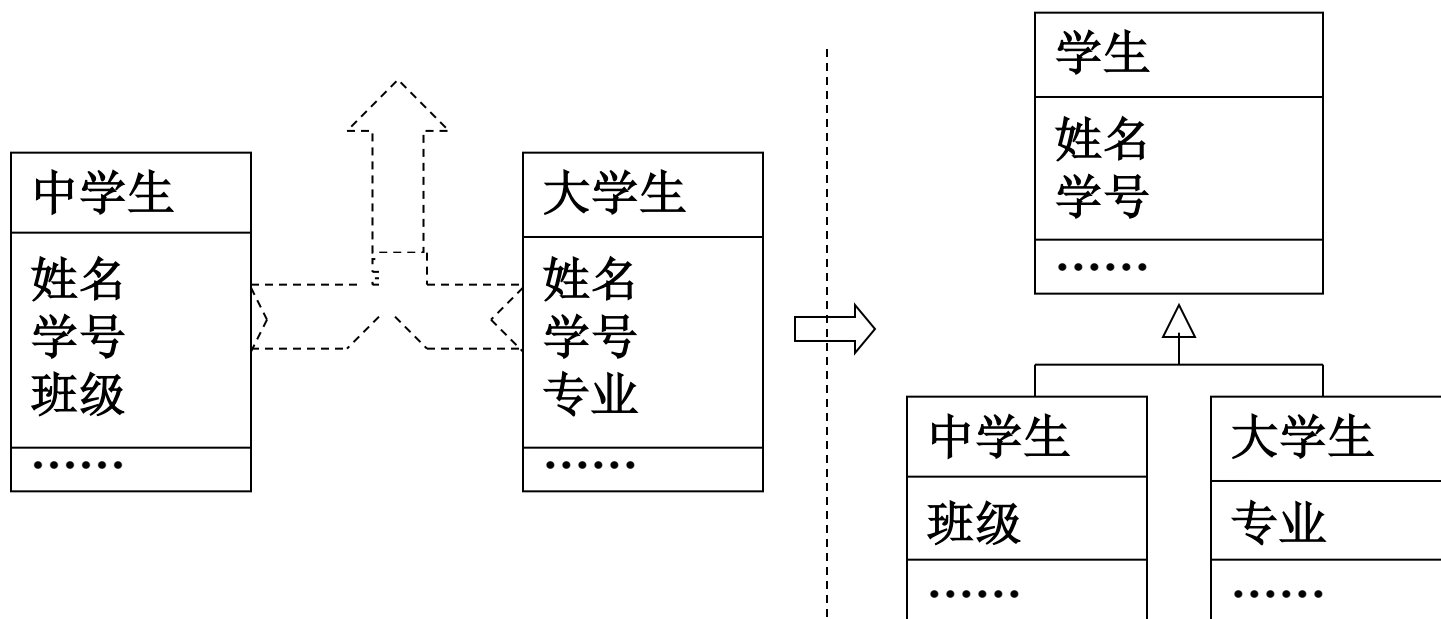 中学生
姓名
学号
班级
……
大学生
姓名
学号
专业
……
学生
姓名
学号
……
中学生
班级
……
大学生
专业
……